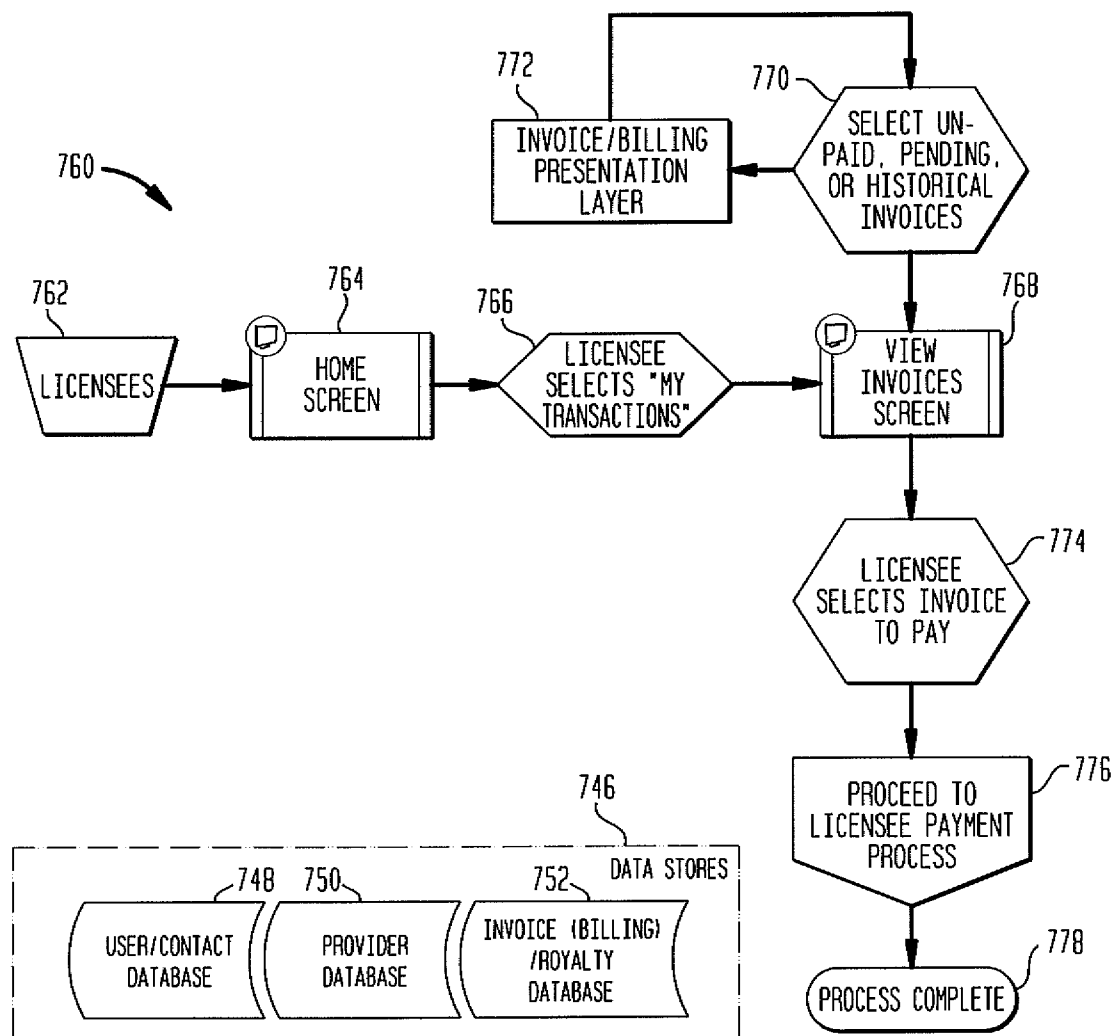 772
770
INVOICE/BILLING
PRESENTATION
LAYER
SELECT UN-
PAID, PENDING,
OR HISTORICAL
INVOICES
760
762
LICENSEES
764
HOME
SCREEN
766
LICENSEE
SELECTS "MY
TRANSACTIONS"
768
VIEW
INVOICES
SCREEN
774
LICENSEE
SELECTS INVOICE
TO PAY
776
PROCEED TO
LICENSEE PAYMENT
PROCESS
746
DATA STORES
748
USER/CONTACT
DATABASE
750
PROVIDER
DATABASE
752
INVOICE (BILLING)
/ROYALTY
DATABASE
778
PROCESS COMPLETE